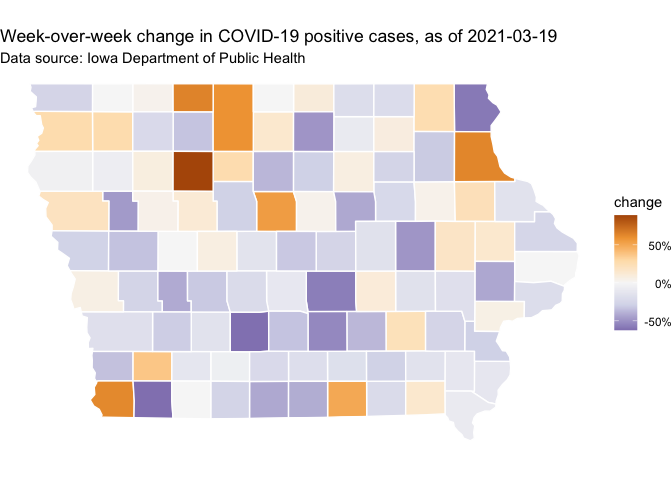 Week-over-week change in COVID-19 positive cases, as of 2021-03-19
Data source: Iowa Department of Public Health
change
50%
0%
-50%